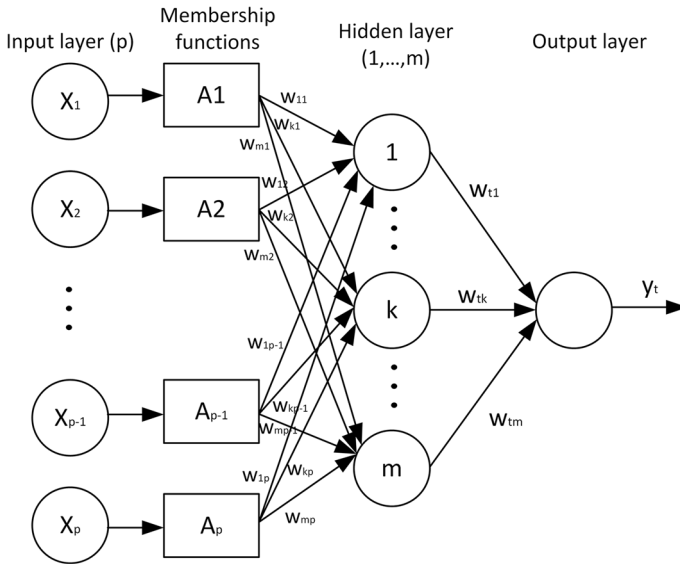 Input layer (p)
Membership
functions
Hidden layer
(1,...,m)
Output layer
X1
A1
w11
wk1
wm1
1
X2
A2
w12
wk2
wm2
wt1
k
wtk
yt
w1p-1
Xp-1
Ap-1
wkp-1
wmp-1
wtm
m
w1p
wkp
Xp
Ap
wmp